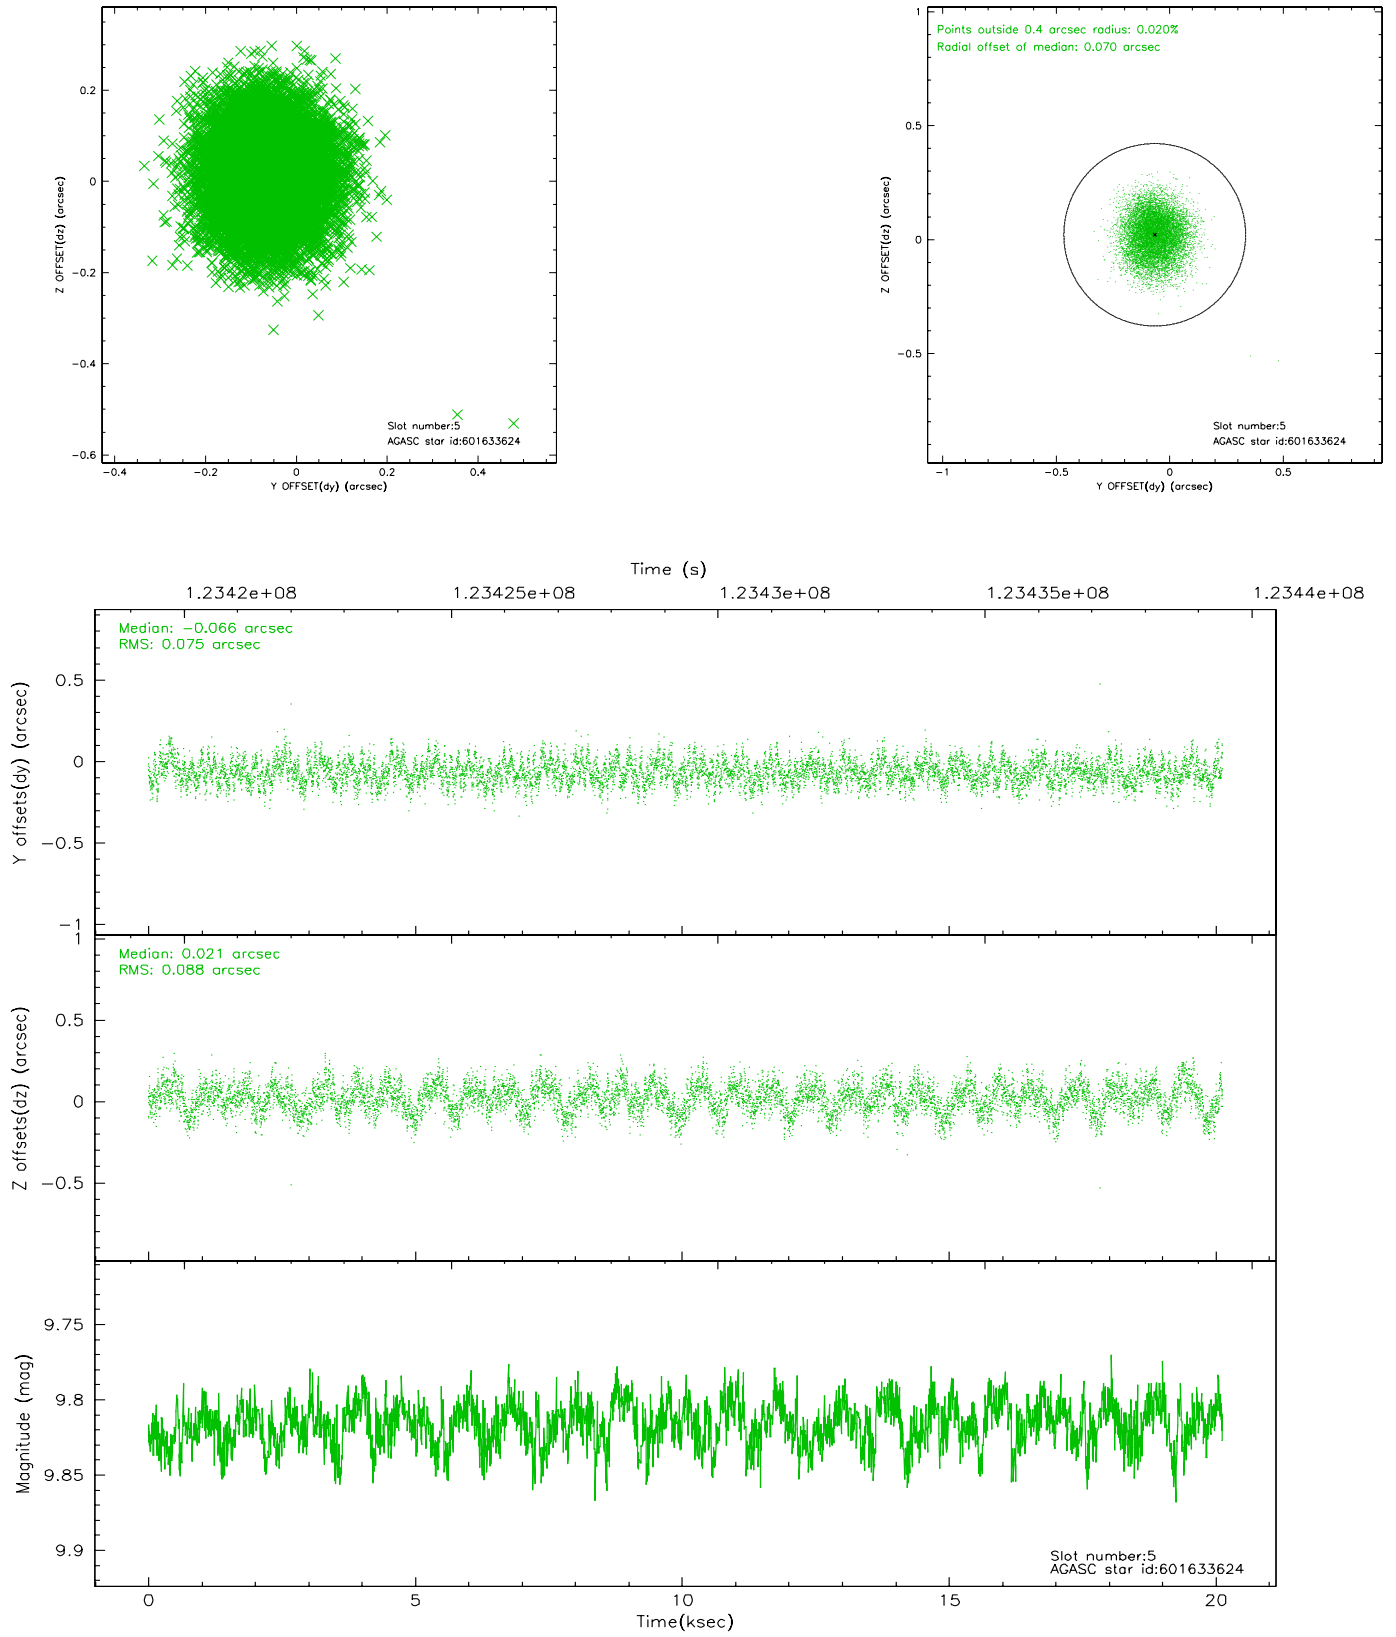 0.2
0
−0.2
−0.4
−0.6
Z OFFSET(dz) (arcsec)
−0.4 −0.2 0 0.2 0.4
Y OFFSET(dy) (arcsec)
Slot number:5
AGASC star id:601633624
Points outside 0.4 arcsec radius: 0.020%
Radial offset of median: 0.070 arcsec
1
0.5
0
−0.5
Z OFFSET(dz) (arcsec)
−1 −0.5 0 0.5
Y OFFSET(dy) (arcsec)
Slot number:5
AGASC star id:601633624
Time (s)
1.2342e+08 1.23425e+08 1.2343e+08 1.23435e+08 1.2344e+08
Median: −0.066 arcsec
RMS: 0.075 arcsec
0.5
0
−0.5
−1
Y offsets(dy) (arcsec)
Median: 0.021 arcsec
RMS: 0.088 arcsec
1
0.5
0
−0.5
Z offsets(dz) (arcsec)
9.75
9.8
9.85
9.9
Magnitude (mag)
Slot number:5
AGASC star id:601633624
0 5 10 15 20
Time(ksec)